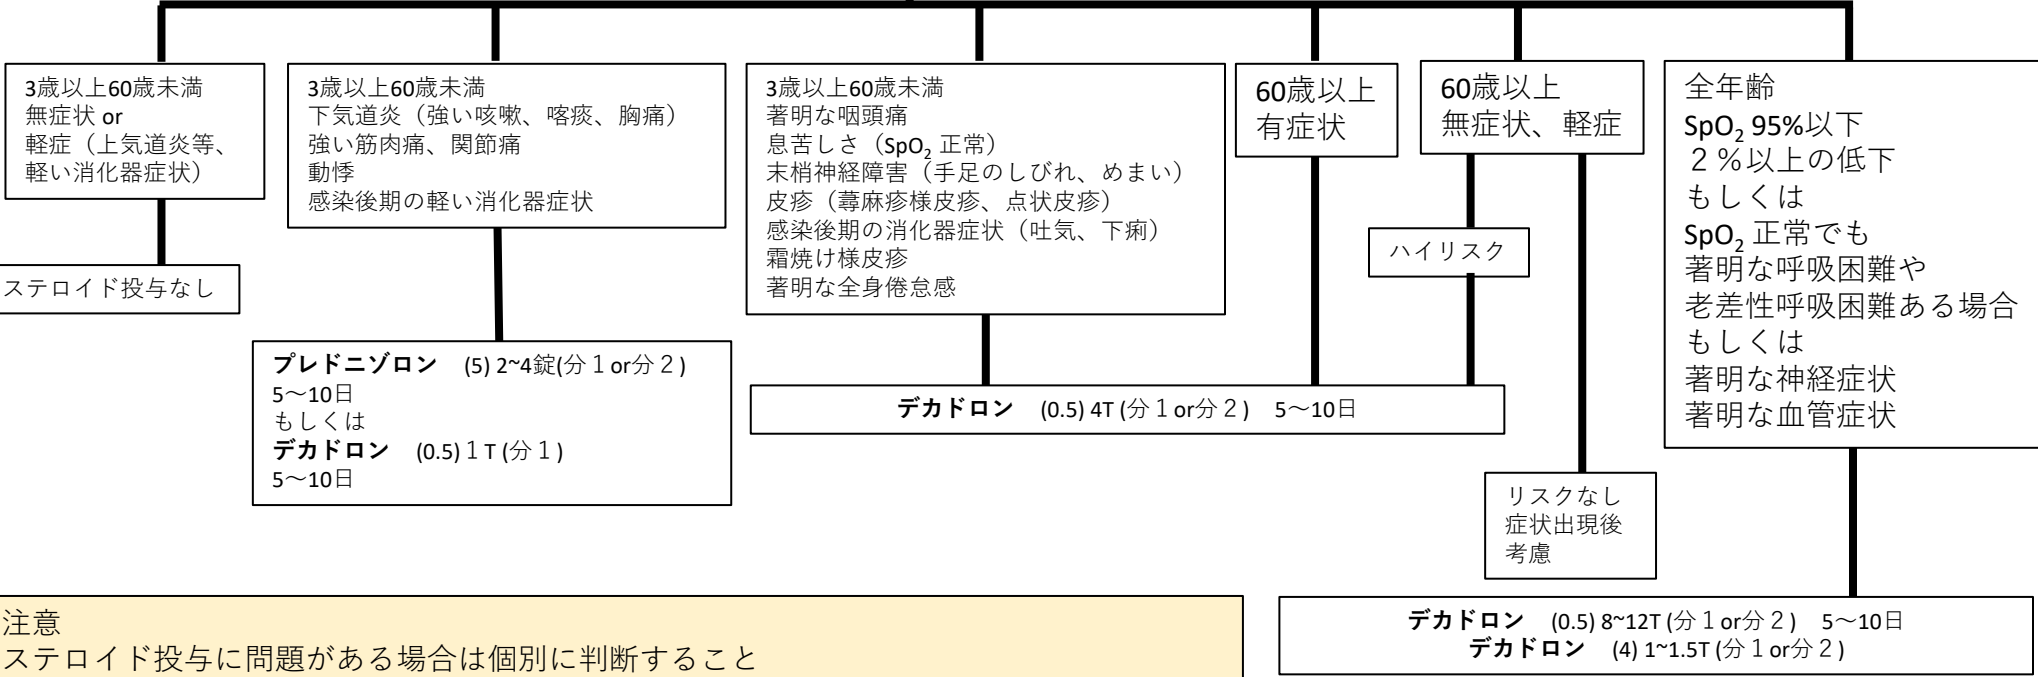 3歳以上60歳未満
無症状 or
軽症（上気道炎等、
軽い消化器症状）
ステロイド投与なし
3歳以上60歳未満
下気道炎（強い咳嗽、喀痰、胸痛）
強い筋肉痛、関節痛
動悸
感染後期の軽い消化器症状
プレドニゾロン (5) 2~4錠(分１or分２)
5～10日
もしくは
デカドロン (0.5)１T (分１)
5～10日
3歳以上60歳未満
著明な咽頭痛
息苦しさ（SpO₂ 正常）
末梢神経障害（手足のしびれ、めまい）
皮疹（蕁麻疹様皮疹、点状皮疹）
感染後期の消化器症状（吐気、下痢）
霜焼け様皮疹
著明な全身倦怠感
60歳以上
有症状
60歳以上
無症状、軽症
ハイリスク
デカドロン (0.5) 4T (分１or分２) 5～10日
リスクなし
症状出現後
考慮
全年齢
SpO₂ 95%以下
２％以上の低下
もしくは
SpO₂ 正常でも
著明な呼吸困難や
老差性呼吸困難ある場合
もしくは
著明な神経症状
著明な血管症状
デカドロン (0.5) 8~12T (分１or分２) 5～10日
デカドロン (4) 1~1.5T (分１or分２)
注意
ステロイド投与に問題がある場合は個別に判断すること